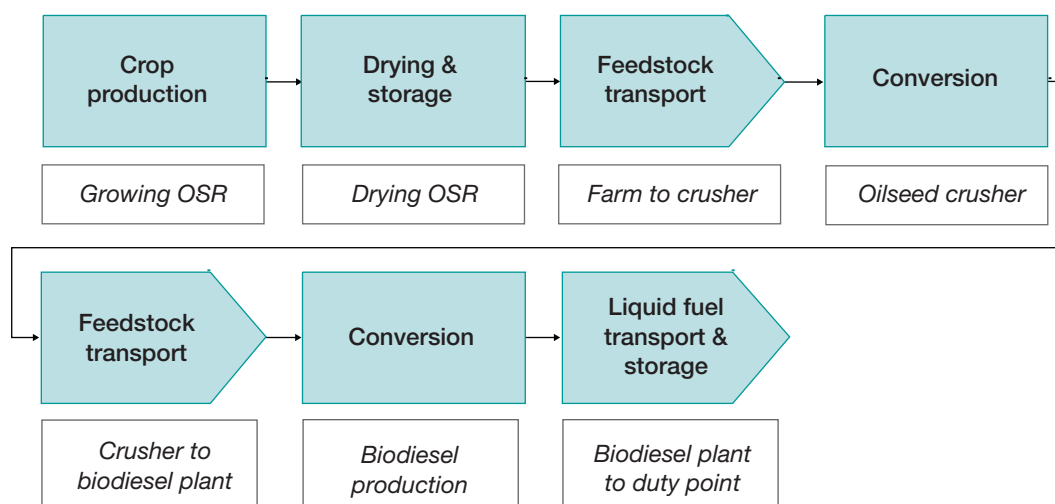 Crop
production
Drying &
storage
Feedstock
transport
Conversion
Growing OSR
Drying OSR
Farm to crusher
Oilseed crusher
Feedstock
transport
Conversion
Liquid fuel
transport &
storage
Crusher to
biodiesel plant
Biodiesel
production
Biodiesel plant
to duty point